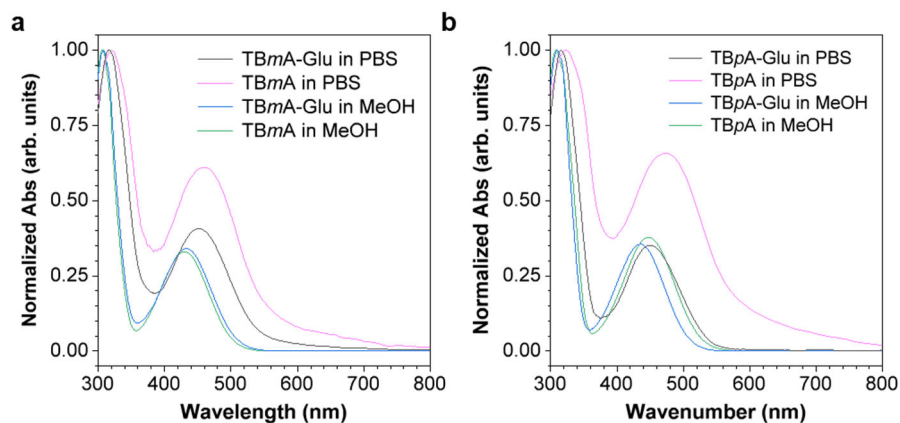 a
1.00
0.75
0.50
0.25
0.00
Normalized Abs (arb. units)
TBmA-Glu in PBS
TBmA in PBS
TBmA-Glu in MeOH
TBmA in MeOH
300 400 500 600 700 800
Wavelength (nm)
b
1.00
0.75
0.50
0.25
0.00
Normalized Abs (arb. units)
TBpA-Glu in PBS
TBpA in PBS
TBpA-Glu in MeOH
TBpA in MeOH
300 400 500 600 700 800
Wavenumber (nm)